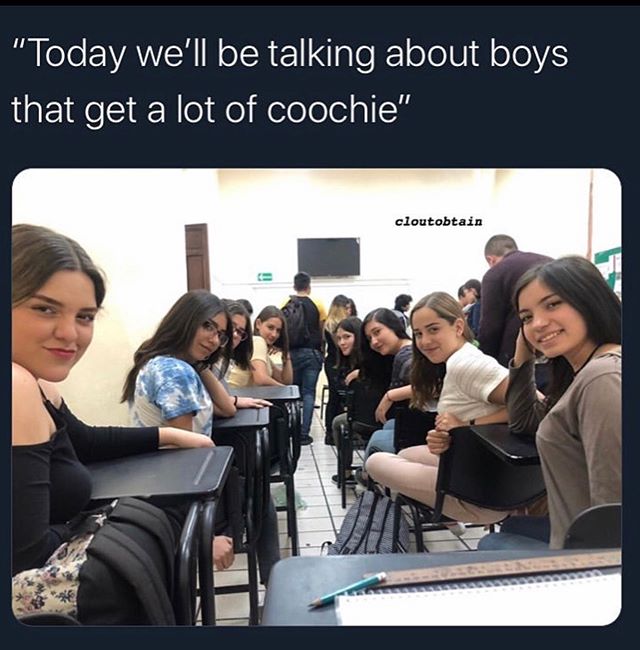 "Today we'll be talking about boys
that get a lot of coochie"
cloutobtain